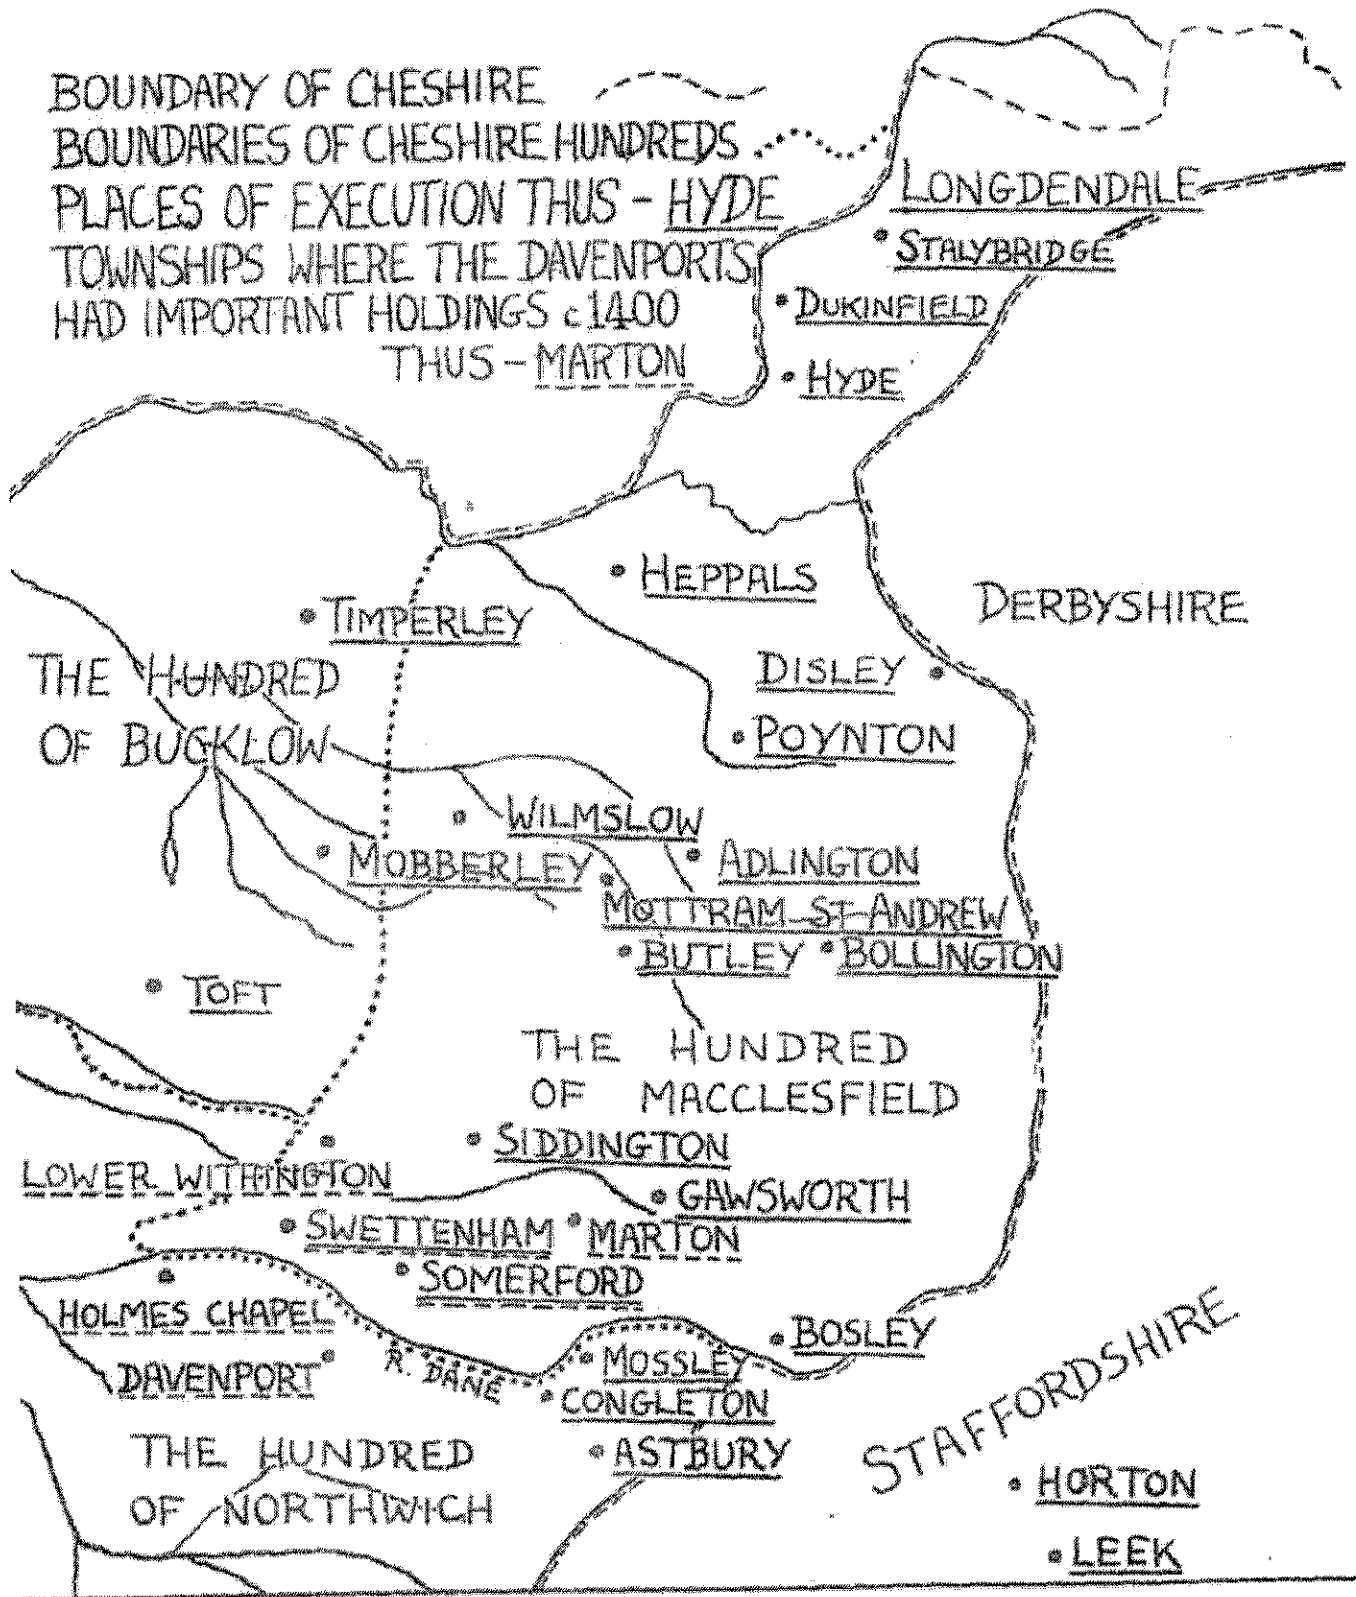 BOUNDARY OF CHESHIRE
BOUNDARIES OF CHESHIRE HUNDREDS
PLACES OF EXECUTION THUS - HYDE
TOWNSHIPS WHERE THE DAVENPORTS
HAD IMPORTANT HOLDINGS c1400
THUS - MARTON
LONGDENDALE
STALYBRIDGE
DUKINFIELD
HYDE
HEPPALS
DERBYSHIRE
TIMPERLEY
DISLEY
THE HUNDRED
OF BUCKLOW
POYNTON
WILMSLOW
MOBBERLEY
ADLINGTON
MOTTRAM-ST-ANDREW
BUTLEY
BOLLINGTON
TOFT
THE HUNDRED
OF MACCLESFIELD
SIDDINGTON
LOWER WITHINGTON
GAWSWORTH
SWETTENHAM
MARTON
SOMERFORD
HOLMES CHAPEL
BOSLEY
STAFFORDSHIRE
MOSSLEY
DAVENPORT
R. DANE
CONGLETON
THE HUNDRED
OF NORTHWICH
ASTBURY
HORTON
LEEK